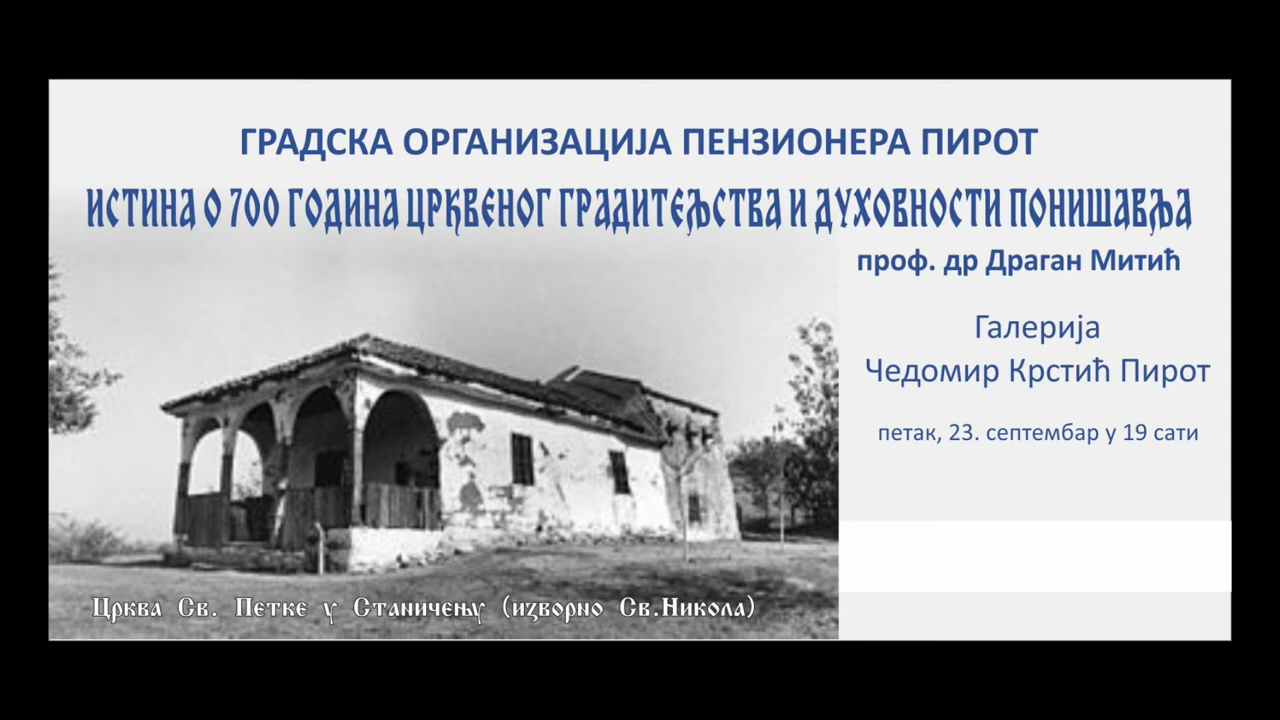 ГРАДСКА ОРГАНИЗАЦИЈА ПЕНЗИОНЕРА ПИРОТ
ИСТИНА О 700 ГОДИНА ЦРКВЕНОГ ГРАДИТЕЉСТВА И ДУХОВНОСТИ ПОНИШАВЉА
проф. др Драган Митић
Галерија
Чедомир Крстић Пирот
петак, 23. септембар у 19 сати
Црква Св. Петке у Станичењу (изворно Св.Никола)